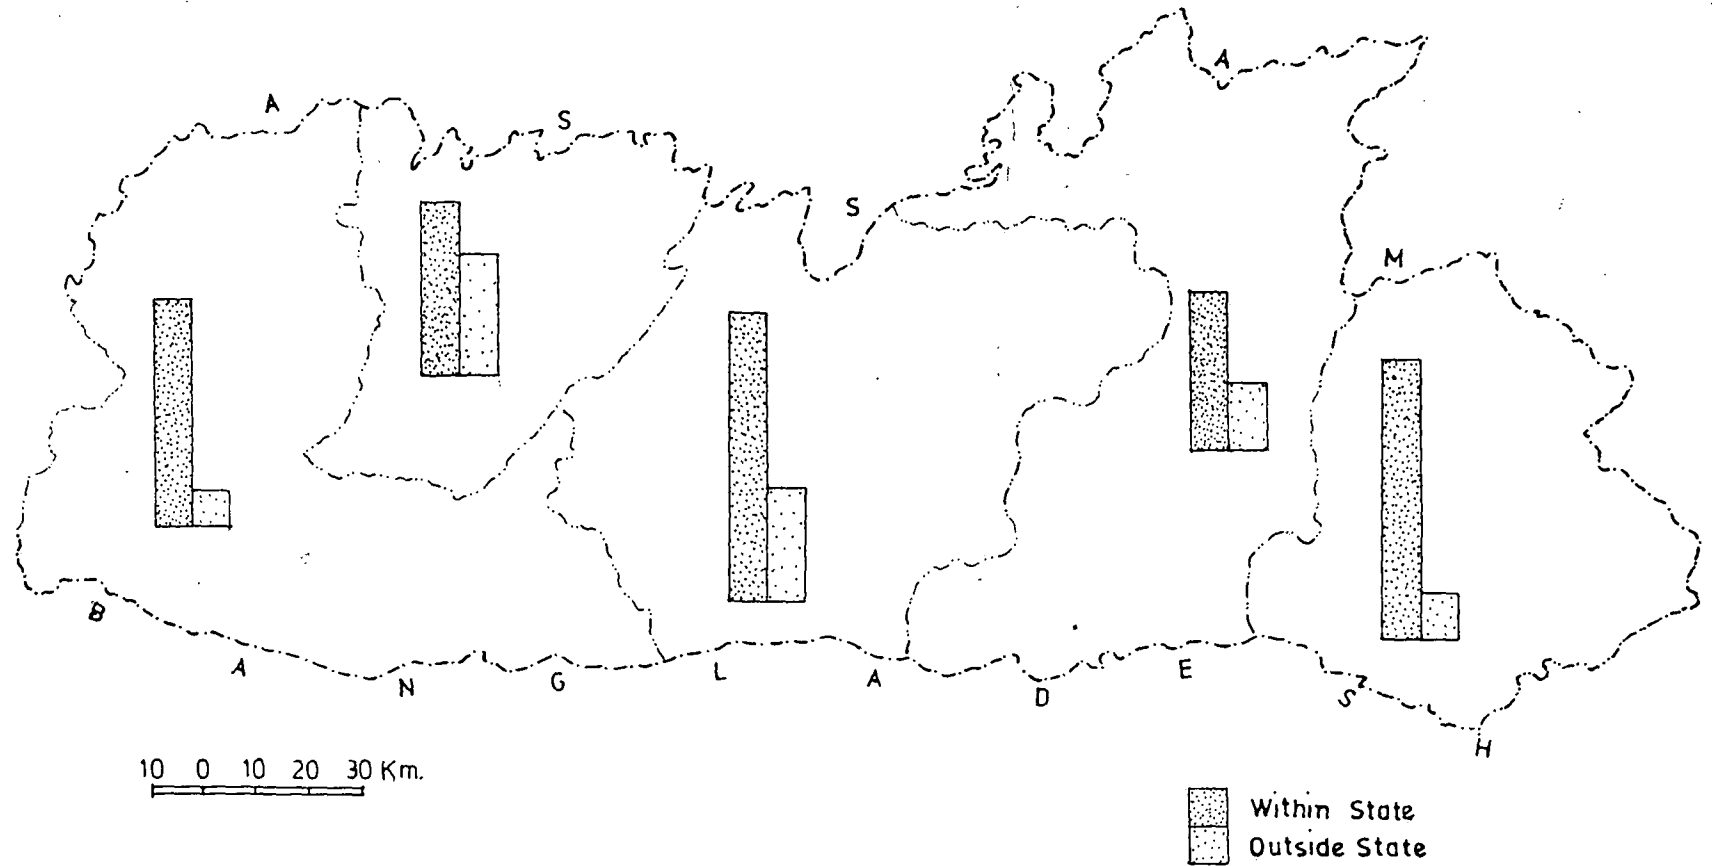 A S S A M
B A N G L A D E S H
S
10 0 10 20 30 Km.
Within State
Outside State